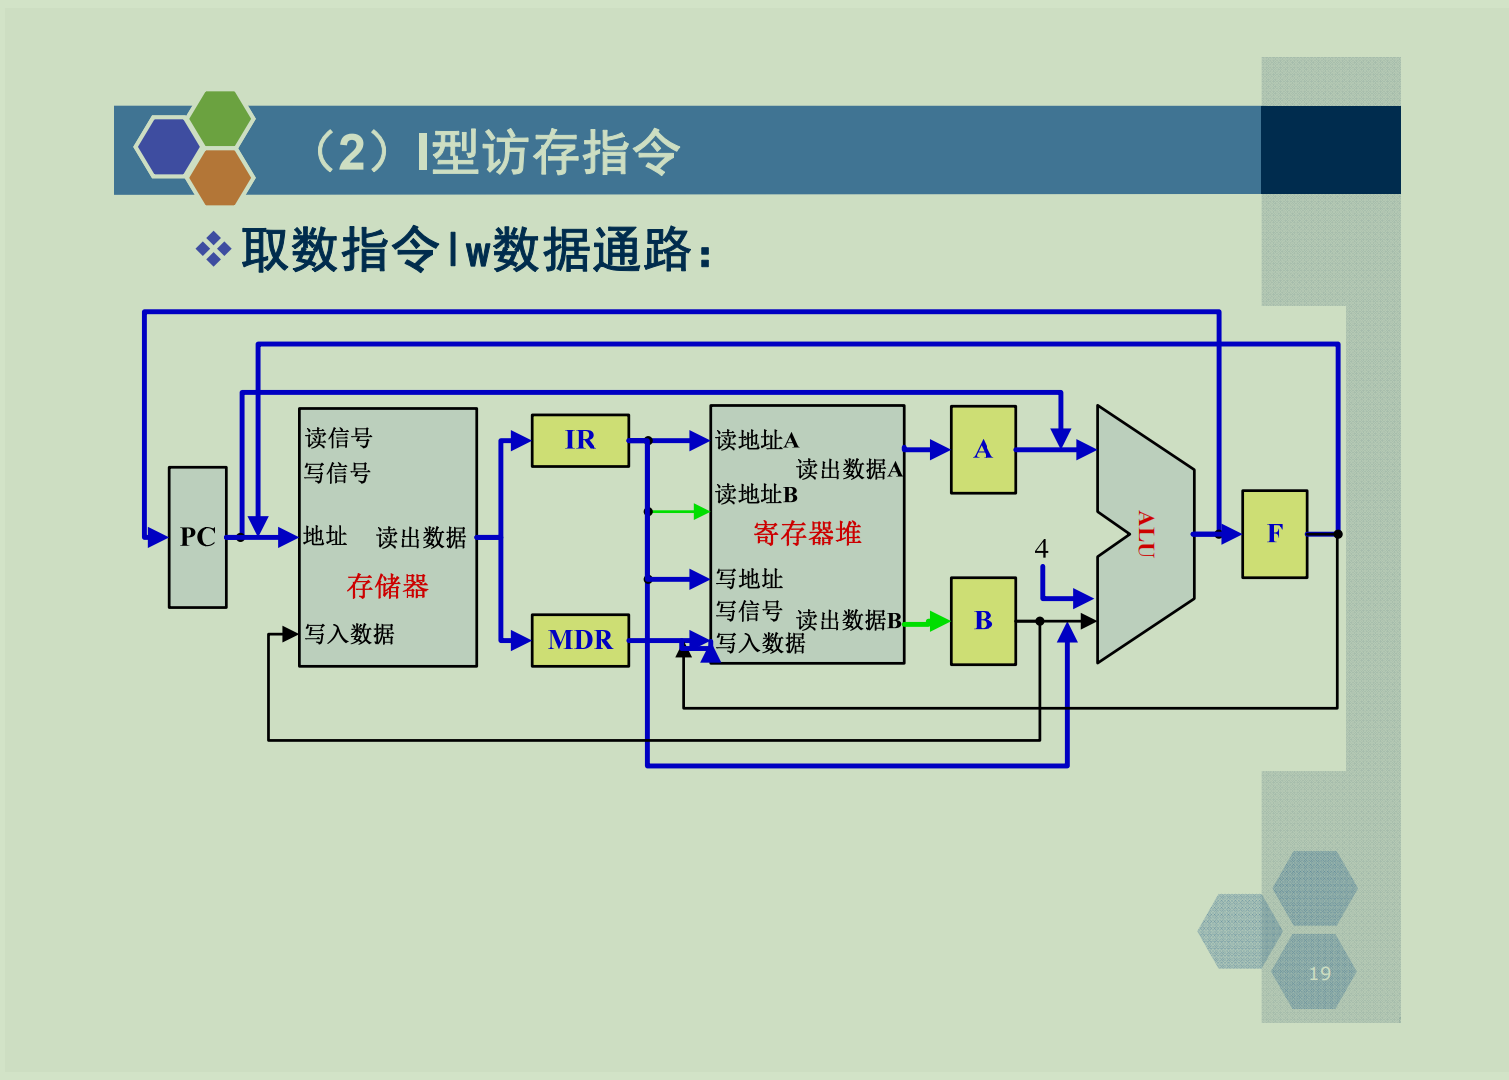 （2）I型访存指令
取数指令lw数据通路：
PC
读信号
写信号
地址
读出数据
存储器
写入数据
IR
MDR
读地址A
读出数据A
读地址B
寄存器堆
写地址
写信号
读出数据B
写入数据
A
B
4
ALU
F
19